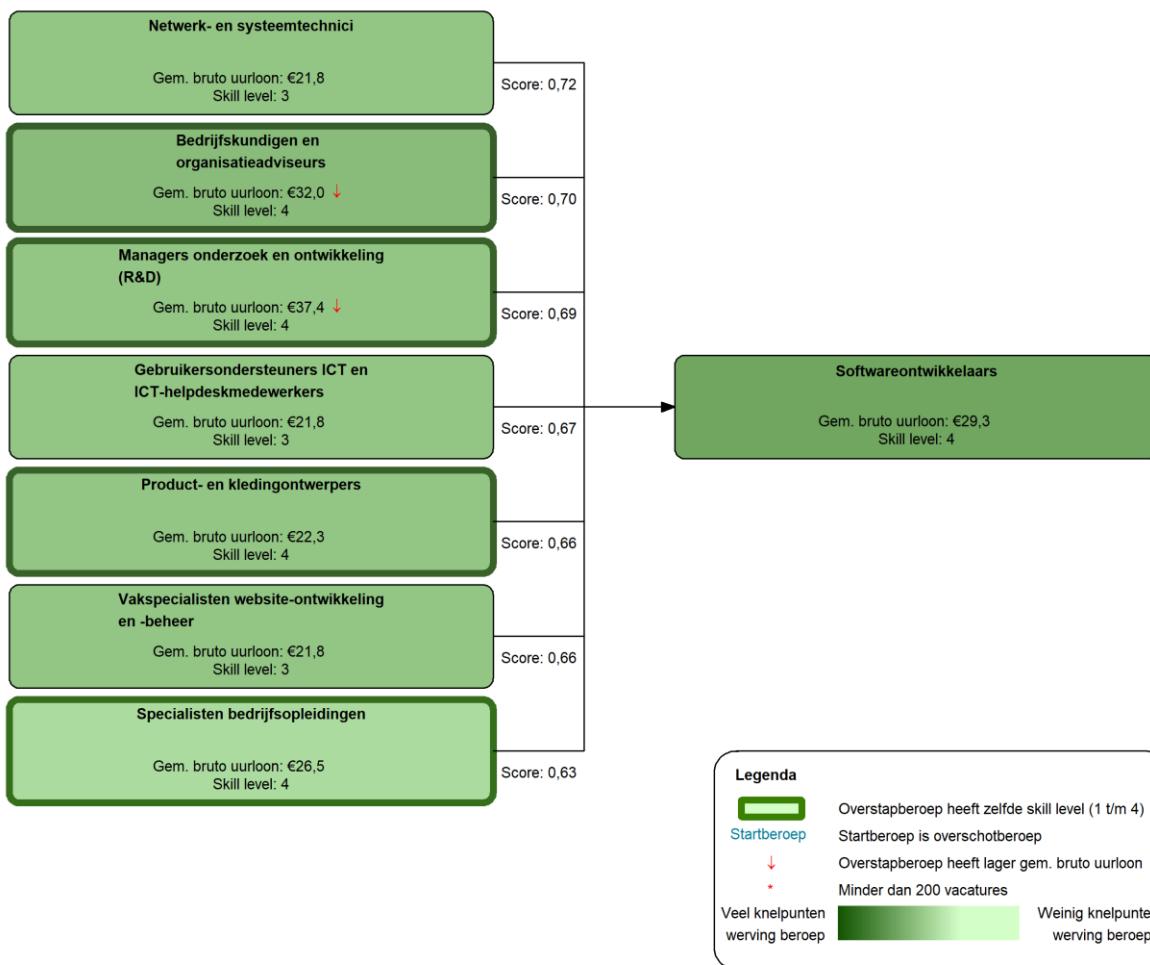 Netwerk- en systeemtechnici
Gem. bruto uurloon: €21,8
Skill level: 3
Score: 0,72
Bedrijfskundigen en
organisatieadviseurs
Gem. bruto uurloon: €32,0 ↓
Skill level: 4
Score: 0,70
Managers onderzoek en ontwikkeling
(R&D)
Gem. bruto uurloon: €37,4 ↓
Skill level: 4
Score: 0,69
Gebruikersondersteuners ICT en
ICT-helpdeskmedewerkers
Gem. bruto uurloon: €21,8
Skill level: 3
Score: 0,67
Product- en kledingontwerpers
Gem. bruto uurloon: €22,3
Skill level: 4
Score: 0,66
Vakspecialisten website-ontwikkeling
en -beheer
Gem. bruto uurloon: €21,8
Skill level: 3
Score: 0,66
Specialisten bedrijfsopleidingen
Gem. bruto uurloon: €26,5
Skill level: 4
Score: 0,63
Softwareontwikkelaars
Gem. bruto uurloon: €29,3
Skill level: 4
Legenda
Overstapberoep heeft zelfde skill level (1 t/m 4)
Startberoep Startberoep is overschotberoep
↓ Overstapberoep heeft lager gem. bruto uurloon
* Minder dan 200 vacatures
Veel knelpunten Weinig knelpunte
werving beroep werving beroep